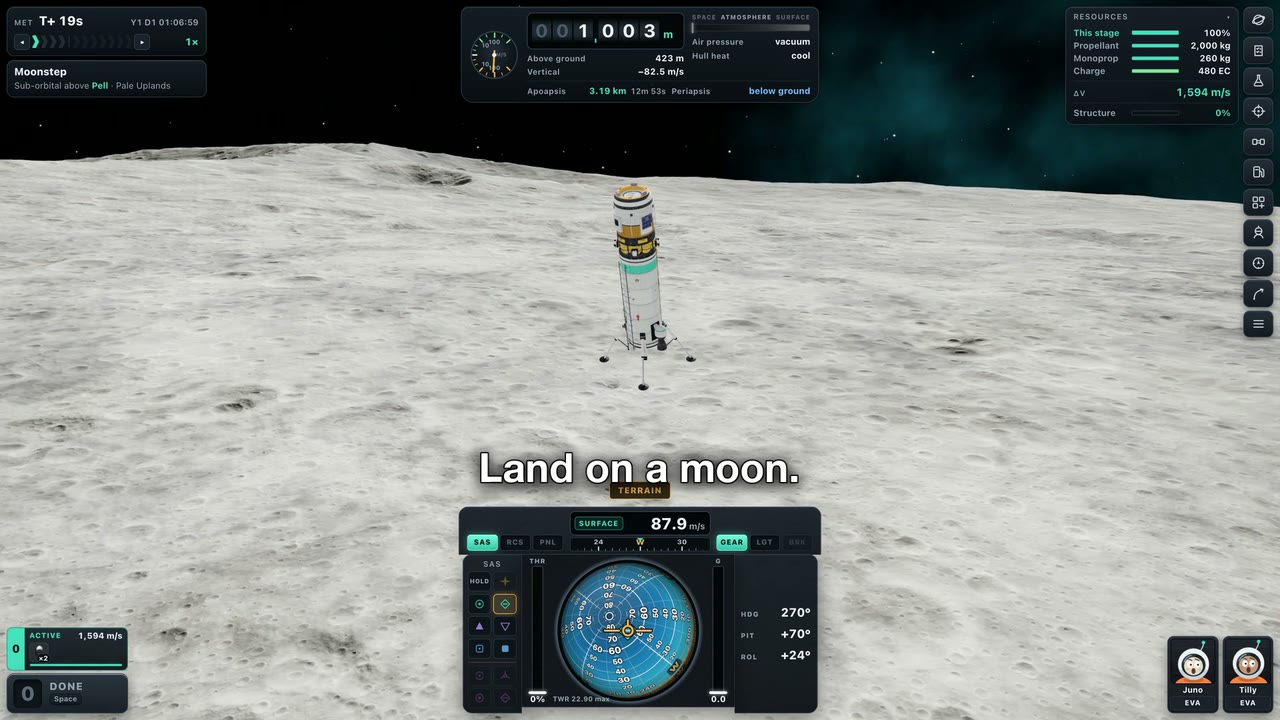 MET T+ 19s Y1 D1 01:06:59
1×
Moonstep
Sub-orbital above Pell · Pale Uplands
001,003 m
Above ground 423 m
Vertical −82.5 m/s
Apoapsis 3.19 km 12m 53s Periapsis below ground
SPACE ATMOSPHERE SURFACE
Air pressure vacuum
Hull heat cool
RESOURCES
This stage 100%
Propellant 2,000 kg
Monoprop 260 kg
Charge 480 EC
ΔV 1,594 m/s
Structure 0%
Land on a moon.
TERRAIN
SURFACE 87.9 m/s
SAS RCS PNL 24 W 30 GEAR LGT BRK
SAS
HOLD
THR
G
HDG 270°
PIT +70°
ROL +24°
0% TWR 22.90 max 0.0
0 ACTIVE 1,594 m/s
×2
0 DONE
Space
Juno
EVA
Tilly
EVA